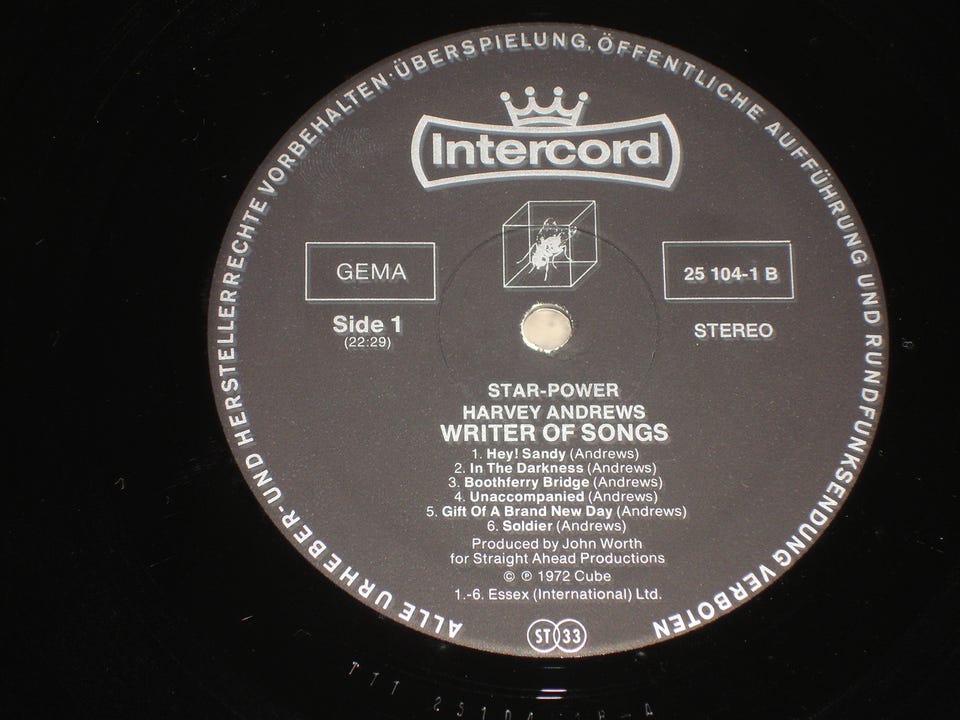 ALLE URHEBER- UND HERSTELLERRECHTE VORBEHALTEN · ÜBERSPIELUNG, ÖFFENTLICHE AUFFÜHRUNG UND RUNDFUNKSENDUNG VERBOTEN
Intercord
GEMA
25 104-1 B
Side 1
(22:29)
STEREO
STAR-POWER
HARVEY ANDREWS
WRITER OF SONGS
1. Hey! Sandy (Andrews)
2. In The Darkness (Andrews)
3. Boothferry Bridge (Andrews)
4. Unaccompanied (Andrews)
5. Gift Of A Brand New Day (Andrews)
6. Soldier (Andrews)
Produced by John Worth
for Straight Ahead Productions
© ℗ 1972 Cube
1.-6. Essex (International) Ltd.
ST 33